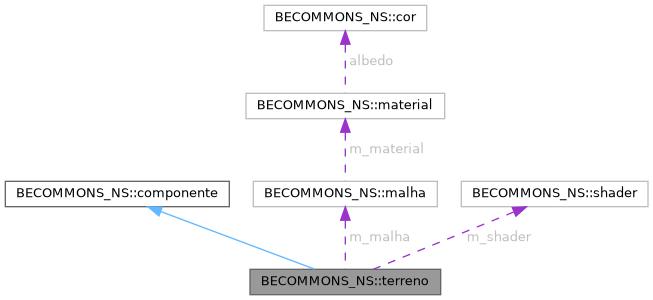 BECOMMONS_NS::cor
albedo
BECOMMONS_NS::material
m_material
BECOMMONS_NS::componente
BECOMMONS_NS::malha
BECOMMONS_NS::shader
m_malha
m_shader
BECOMMONS_NS::terreno